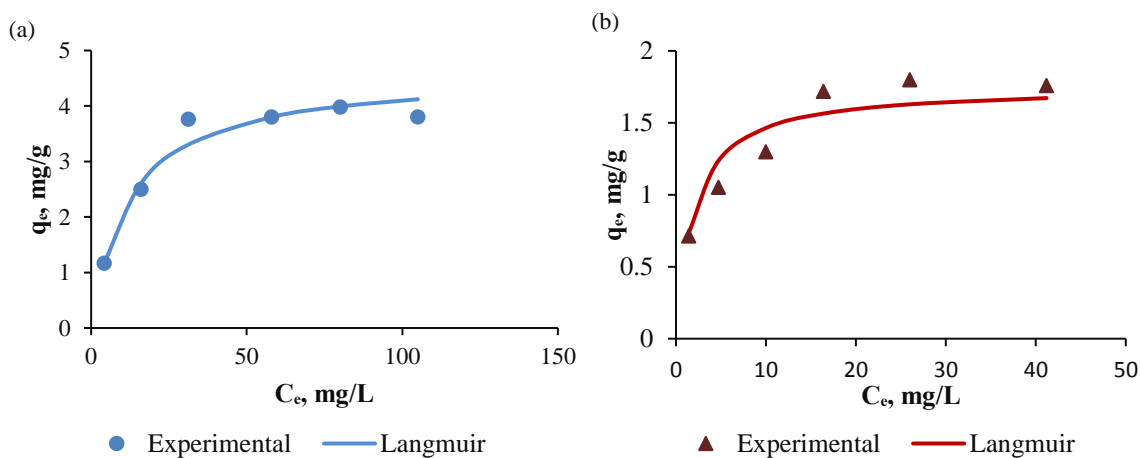 (a)
5
4
3
2
1
0
qₑ, mg/g
0 50 100 150
Cₑ, mg/L
Experimental Langmuir
(b)
2
1.5
1
0.5
0
qₑ, mg/g
0 10 20 30 40 50
Cₑ, mg/L
Experimental Langmuir